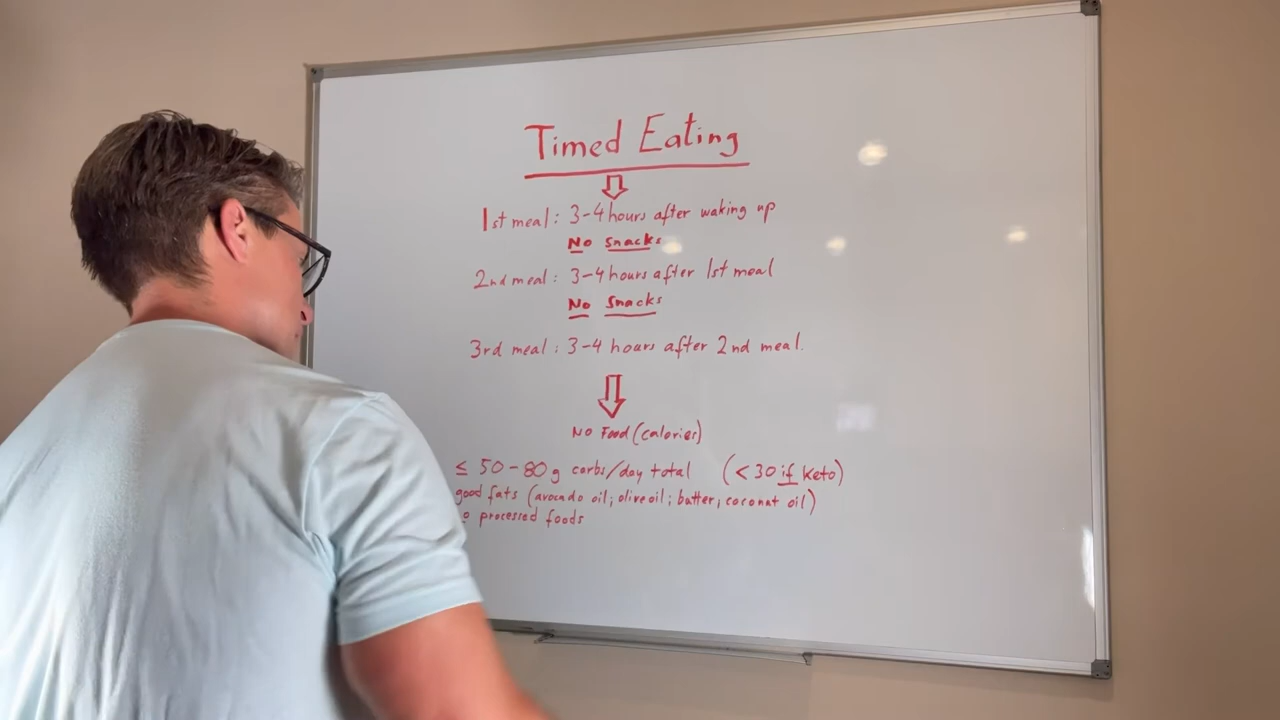 Timed Eating
1st meal: 3-4 hours after waking up
No Snacks
2nd meal: 3-4 hours after 1st meal
No Snacks
3rd meal: 3-4 hours after 2nd meal.
No Food (calories)
≤ 50-80g carbs/day total (<30 if keto)
good fats (avocado oil; olive oil; butter; coconut oil)
processed foods